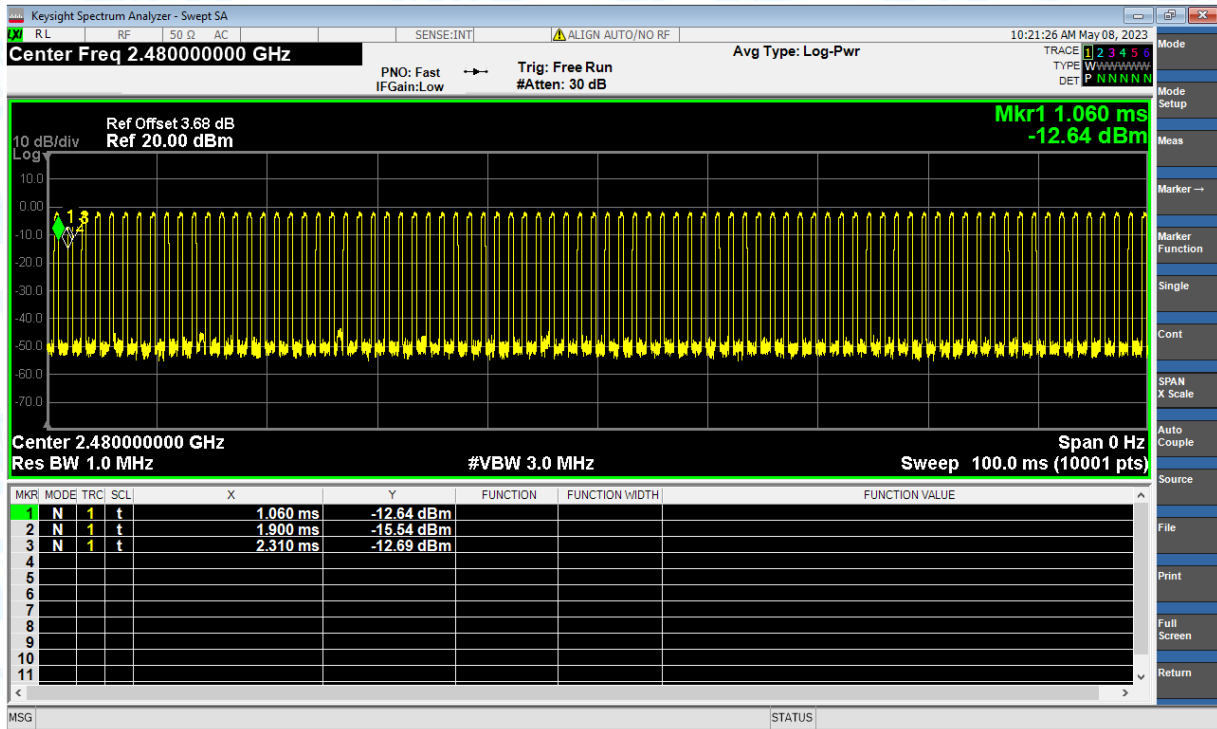 Keysight Spectrum Analyzer - Swept SA
LXI RL RF 50 Ω AC SENSE:INT ALIGN AUTO/NO RF 10:21:26 AM May 08, 2023
Center Freq 2.480000000 GHz
PNO: Fast
IFGain:Low
Trig: Free Run
#Atten: 30 dB
Avg Type: Log-Pwr
TRACE 1 2 3 4 5 6
TYPE WWWWWW
DET P N N N N N
Mkr1 1.060 ms
-12.64 dBm
Ref Offset 3.68 dB
10 dB/div Ref 20.00 dBm
Log
10.0
0.00
-10.0
-20.0
-30.0
-40.0
-50.0
-60.0
-70.0
1 3
2
Center 2.480000000 GHz Span 0 Hz
Res BW 1.0 MHz #VBW 3.0 MHz Sweep 100.0 ms (10001 pts)
MKR MODE TRC SCL X Y FUNCTION FUNCTION WIDTH FUNCTION VALUE
1 N 1 t 1.060 ms -12.64 dBm
2 N 1 t 1.900 ms -15.54 dBm
3 N 1 t 2.310 ms -12.69 dBm
4
5
6
7
8
9
10
11
MSG STATUS
Mode
Mode
Setup
Meas
Marker →
Marker
Function
Single
Cont
SPAN
X Scale
Auto
Couple
Source
File
Print
Full
Screen
Return